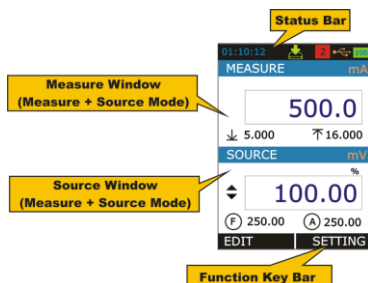 Status Bar
01:10:12 2 100
MEASURE mA
Measure Window
(Measure + Source Mode)
500.0
5.000 16.000
SOURCE mV
%
Source Window
(Measure + Source Mode)
100.00
F 250.00 A 250.00
EDIT SETTING
Function Key Bar